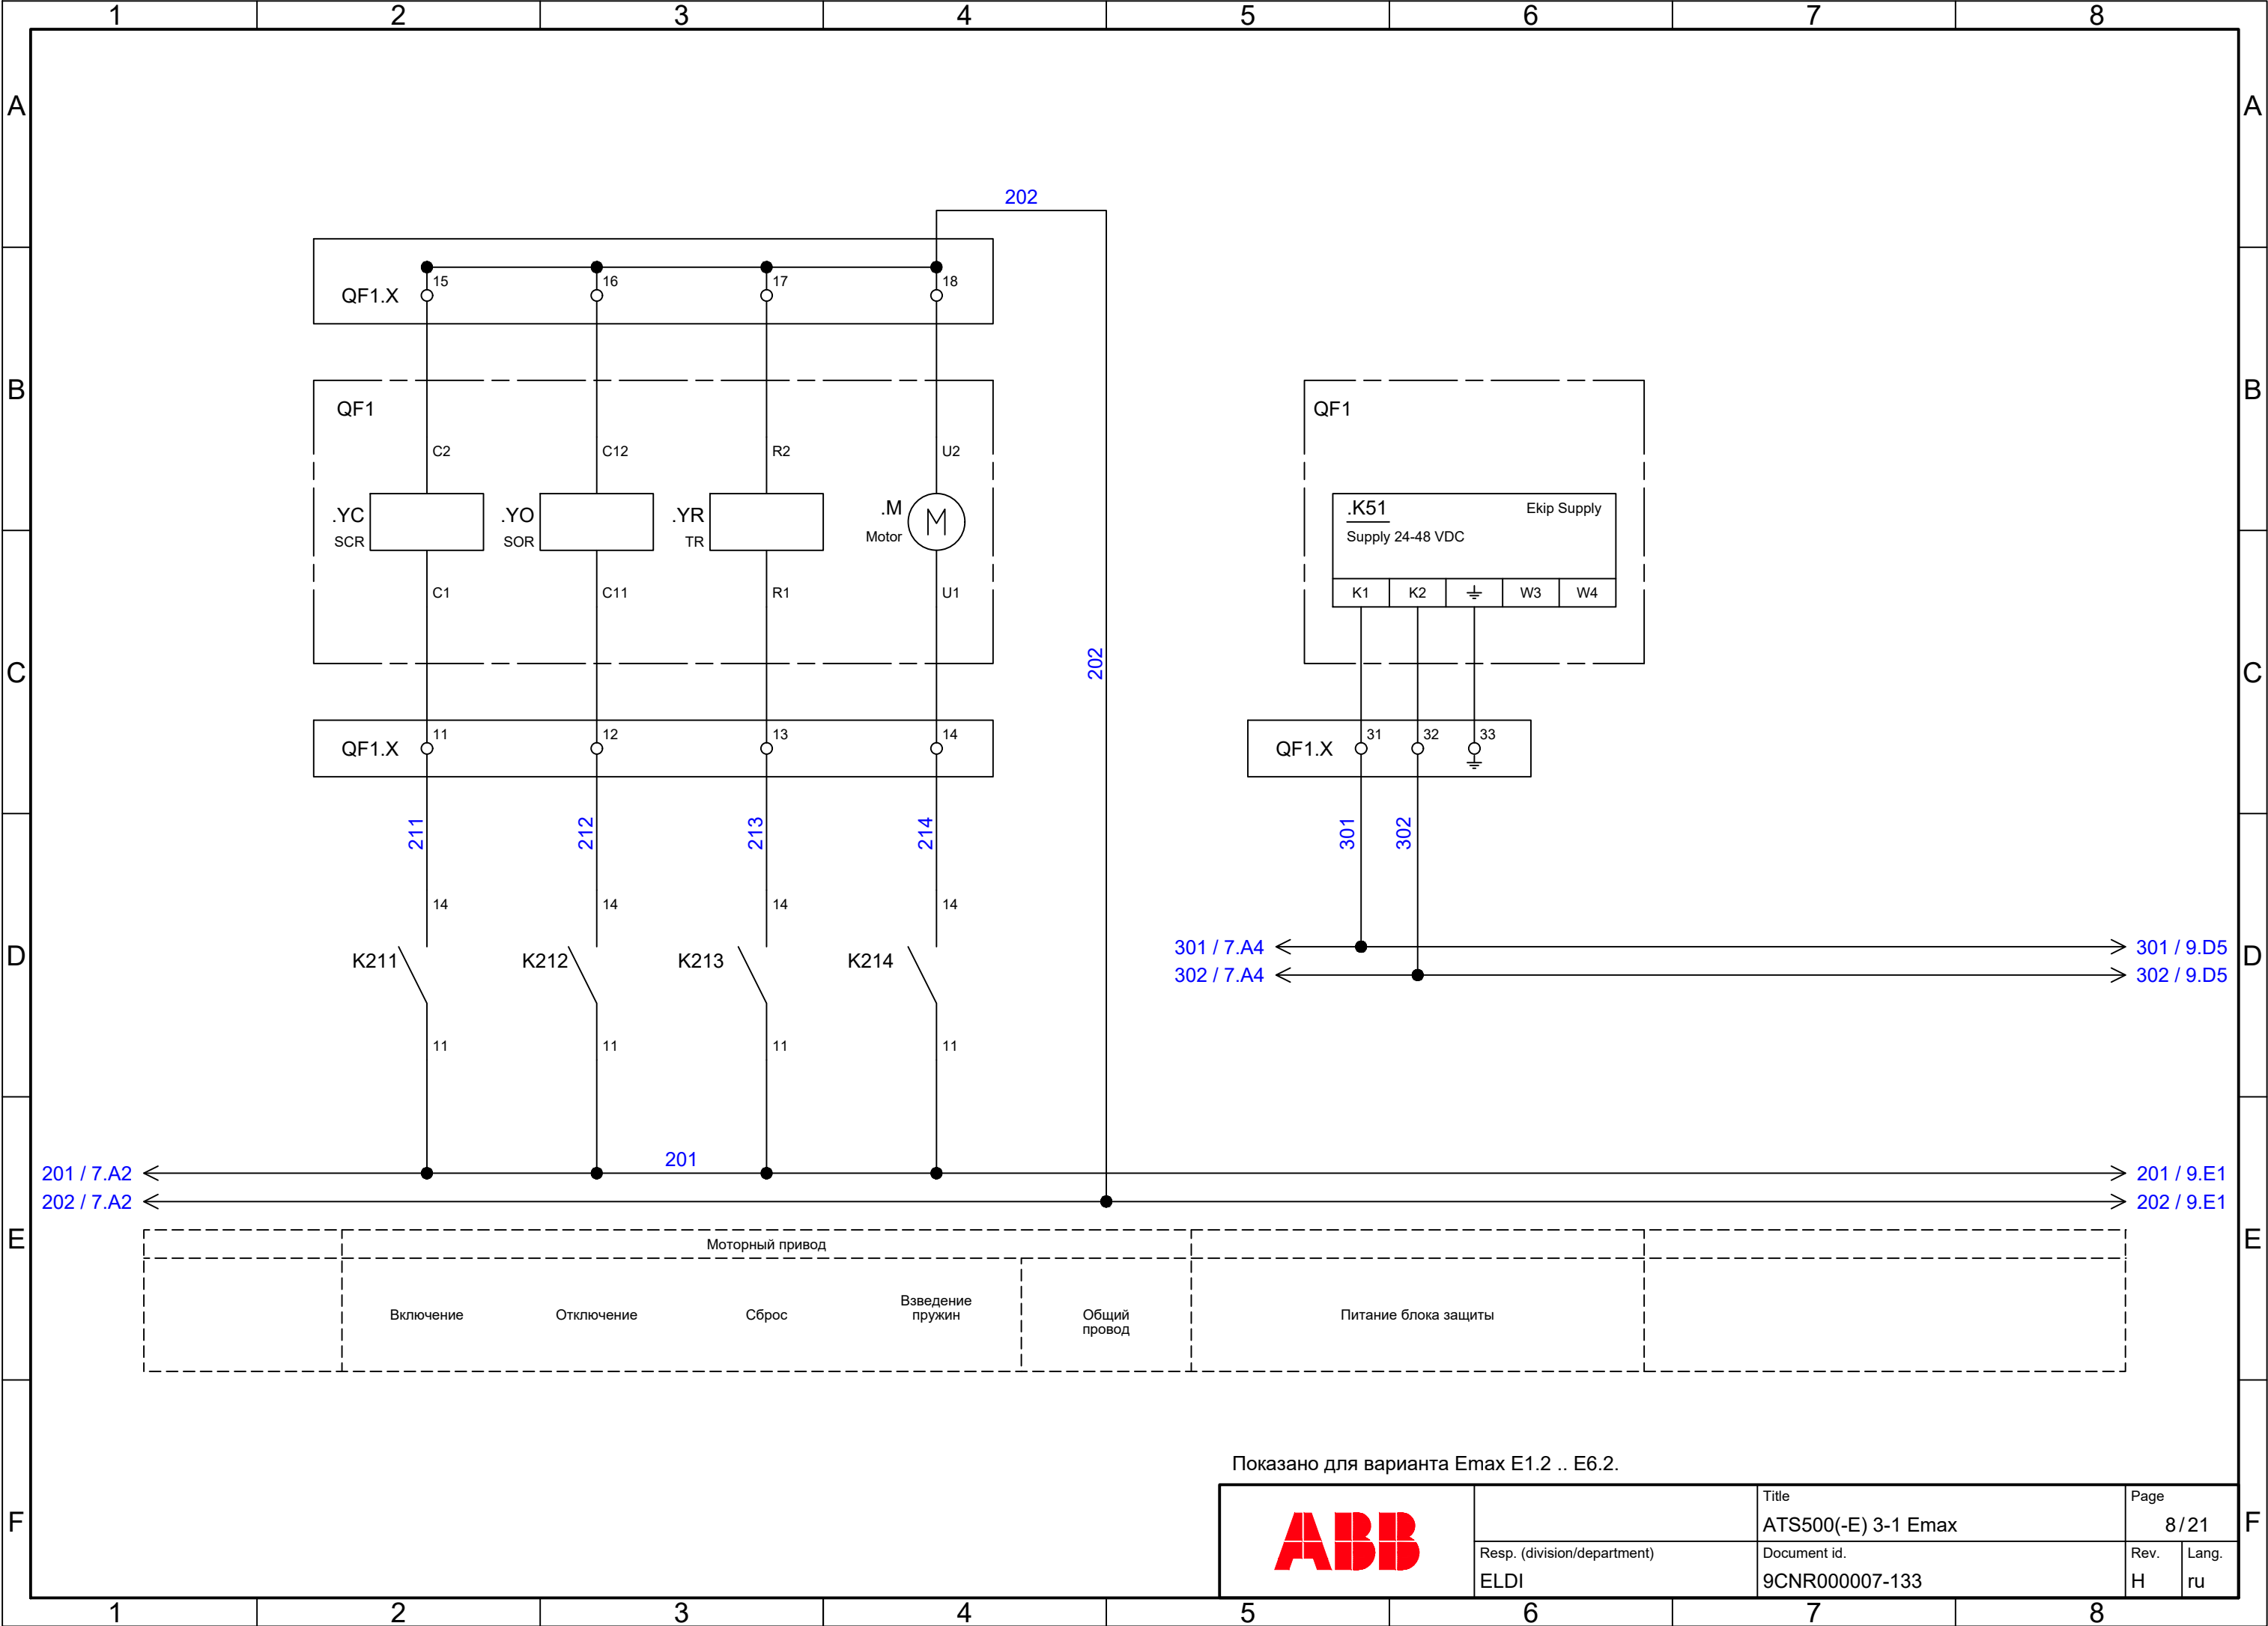 1 2 3 4 5 6 7 8
A A
202
15 16 17 18
QF1.X
B B
QF1 QF1
C2 C12 R2 U2
.YC .YO .YR .M M
SCR SOR TR Motor
.K51 Ekip Supply
Supply 24-48 VDC
K1 K2 W3 W4
C1 C11 R1 U1
202
C C
11 12 13 14 31 32 33
QF1.X QF1.X
211 212 213 214 301 302
14 14 14 14
301 / 7.A4 301 / 9.D5
D D
K211 K212 K213 K214
302 / 7.A4 302 / 9.D5
11 11 11 11
201
201 / 7.A2 201 / 9.E1
202 / 7.A2 202 / 9.E1
E E
Моторный привод
Включение Отключение Сброс Взведение
пружин
Общий
провод
Питание блока защиты
Показано для варианта Emax E1.2 .. E6.2.
F F
ABB
Title
ATS500(-E) 3-1 Emax
Page
8/21
Resp. (division/department)
ELDI
Document id.
9CNR000007-133
Rev.
H
Lang.
ru
1 2 3 4 5 6 7 8